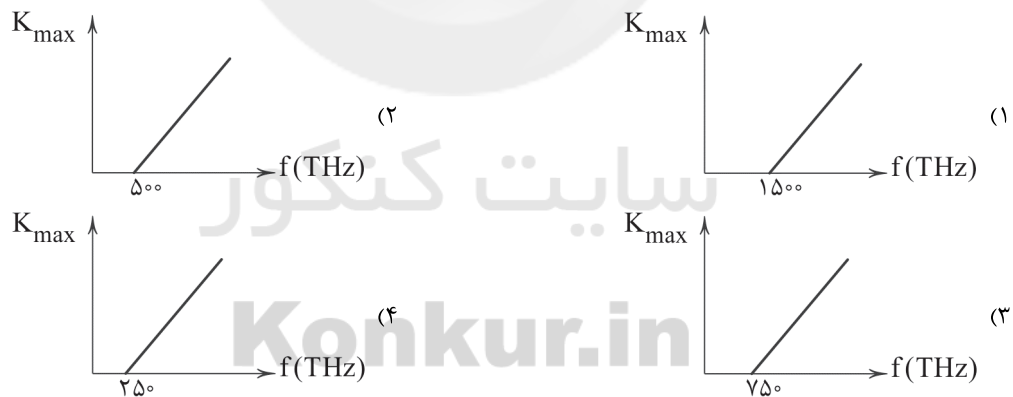 K_max f(THz) ۱۵۰۰ (۱
K_max f(THz) ۵۰۰ (۲
سایت کنکور
K_max f(THz) ۷۵۰ (۳
K_max f(THz) ۲۵۰ (۴
Konkur.in